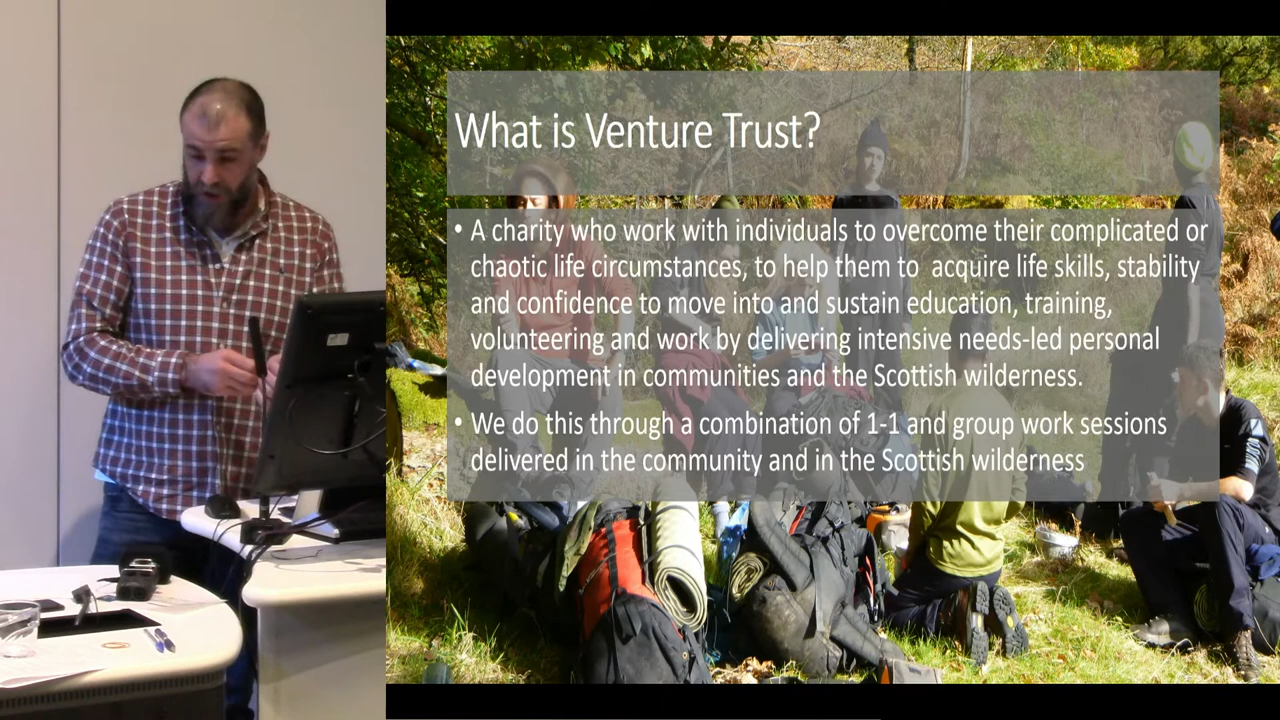 What is Venture Trust?
• A charity who work with individuals to overcome their complicated or
chaotic life circumstances, to help them to  acquire life skills, stability
and confidence to move into and sustain education, training,
volunteering and work by delivering intensive needs-led personal
development in communities and the Scottish wilderness.
• We do this through a combination of 1-1 and group work sessions
delivered in the community and in the Scottish wilderness